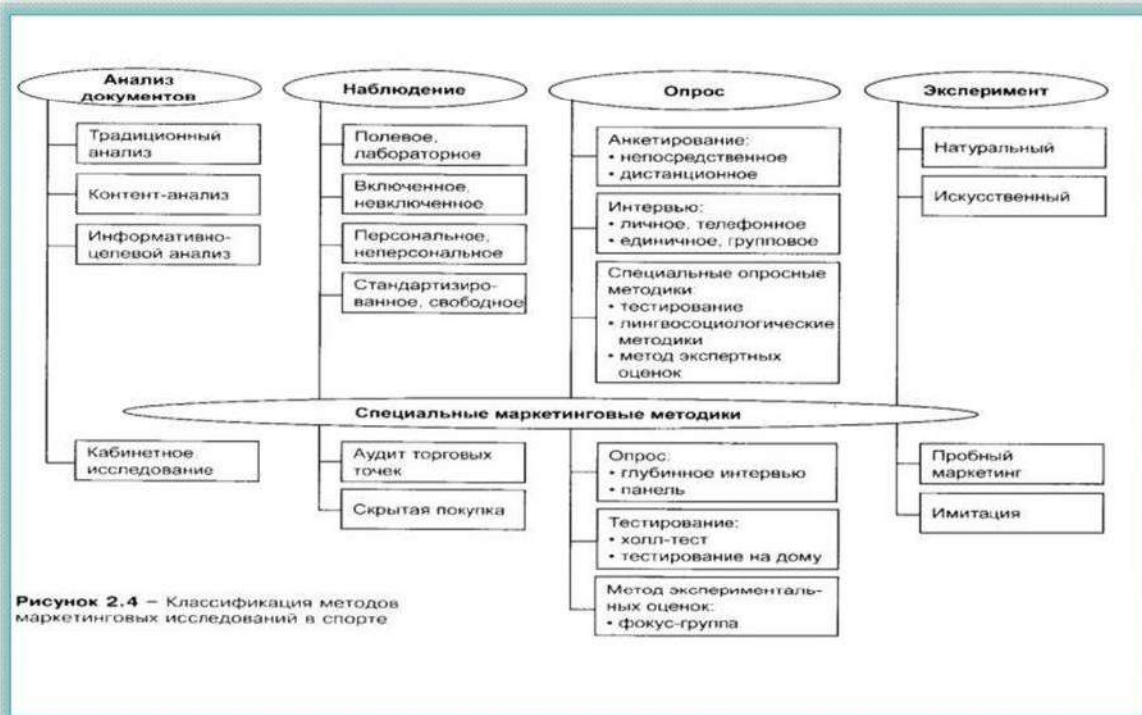 Анализ
документов
Наблюдение
Опрос
Эксперимент
Традиционный
анализ
Контент-анализ
Информативно-
целевой анализ
Полевое,
лабораторное
Включенное,
невключенное
Персональное,
неперсональное
Стандартизиро-
ванное, свободное
Анкетирование:
• непосредственное
• дистанционное
Интервью:
• личное, телефонное
• единичное, групповое
Специальные опросные
методики:
• тестирование
• лингвосоциологические
методики
• метод экспертных
оценок
Натуральный
Искусственный
Специальные маркетинговые методики
Кабинетное
исследование
Аудит торговых
точек
Скрытая покупка
Опрос:
• глубинное интервью
• панель
Тестирование:
• холл-тест
• тестирование на дому
Метод эксперименталь-
ных оценок:
• фокус-группа
Пробный
маркетинг
Имитация
Рисунок 2.4 – Классификация методов
маркетинговых исследований в спорте